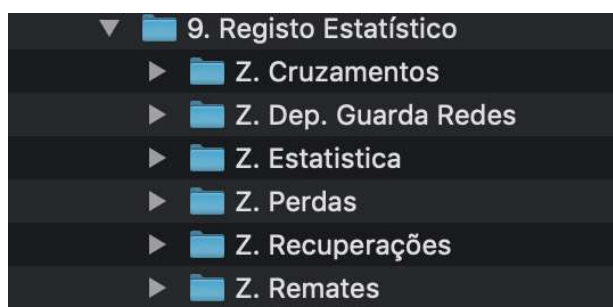 9. Registo Estatístico
Z. Cruzamentos
Z. Dep. Guarda Redes
Z. Estatistica
Z. Perdas
Z. Recuperações
Z. Remates